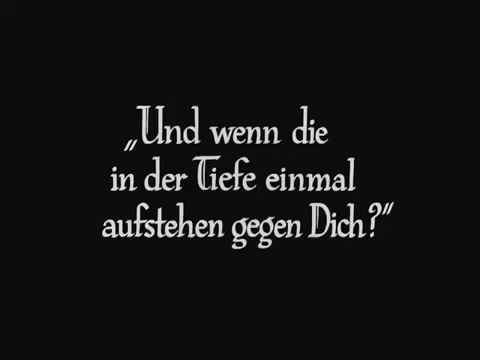 „Und wenn die
in der Tiefe einmal
aufstehen gegen Dich?“